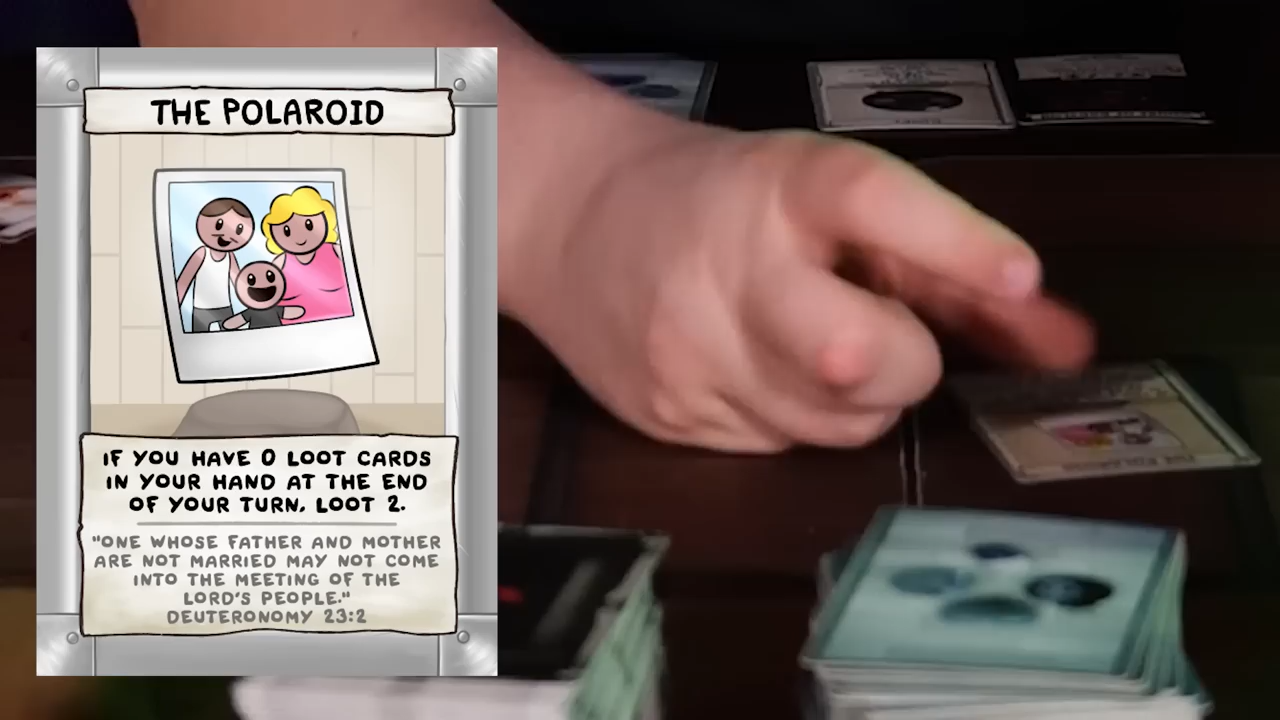 THE POLAROID
IF YOU HAVE 0 LOOT CARDS
IN YOUR HAND AT THE END
OF YOUR TURN, LOOT 2.
"ONE WHOSE FATHER AND MOTHER
ARE NOT MARRIED MAY NOT COME
INTO THE MEETING OF THE
LORD'S PEOPLE."
DEUTERONOMY 23:2